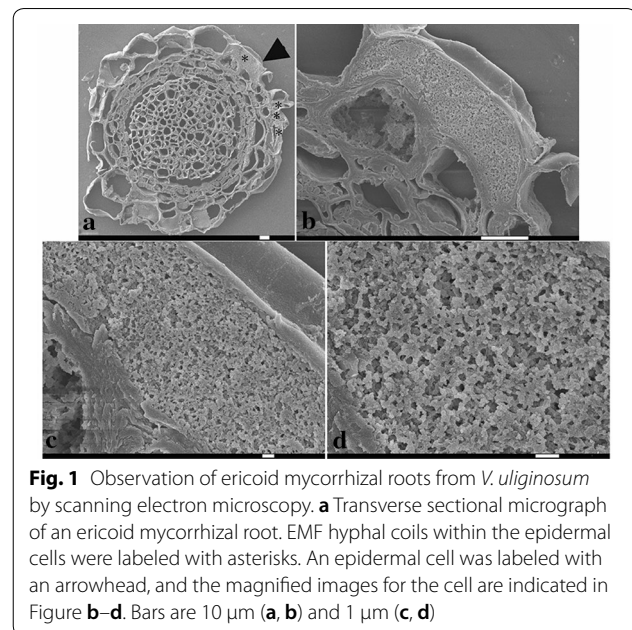 a
b
c
d
Fig. 1 Observation of ericoid mycorrhizal roots from V. uliginosum
by scanning electron microscopy. a Transverse sectional micrograph
of an ericoid mycorrhizal root. EMF hyphal coils within the epidermal
cells were labeled with asterisks. An epidermal cell was labeled with
an arrowhead, and the magnified images for the cell are indicated in
Figure b–d. Bars are 10 μm (a, b) and 1 μm (c, d)